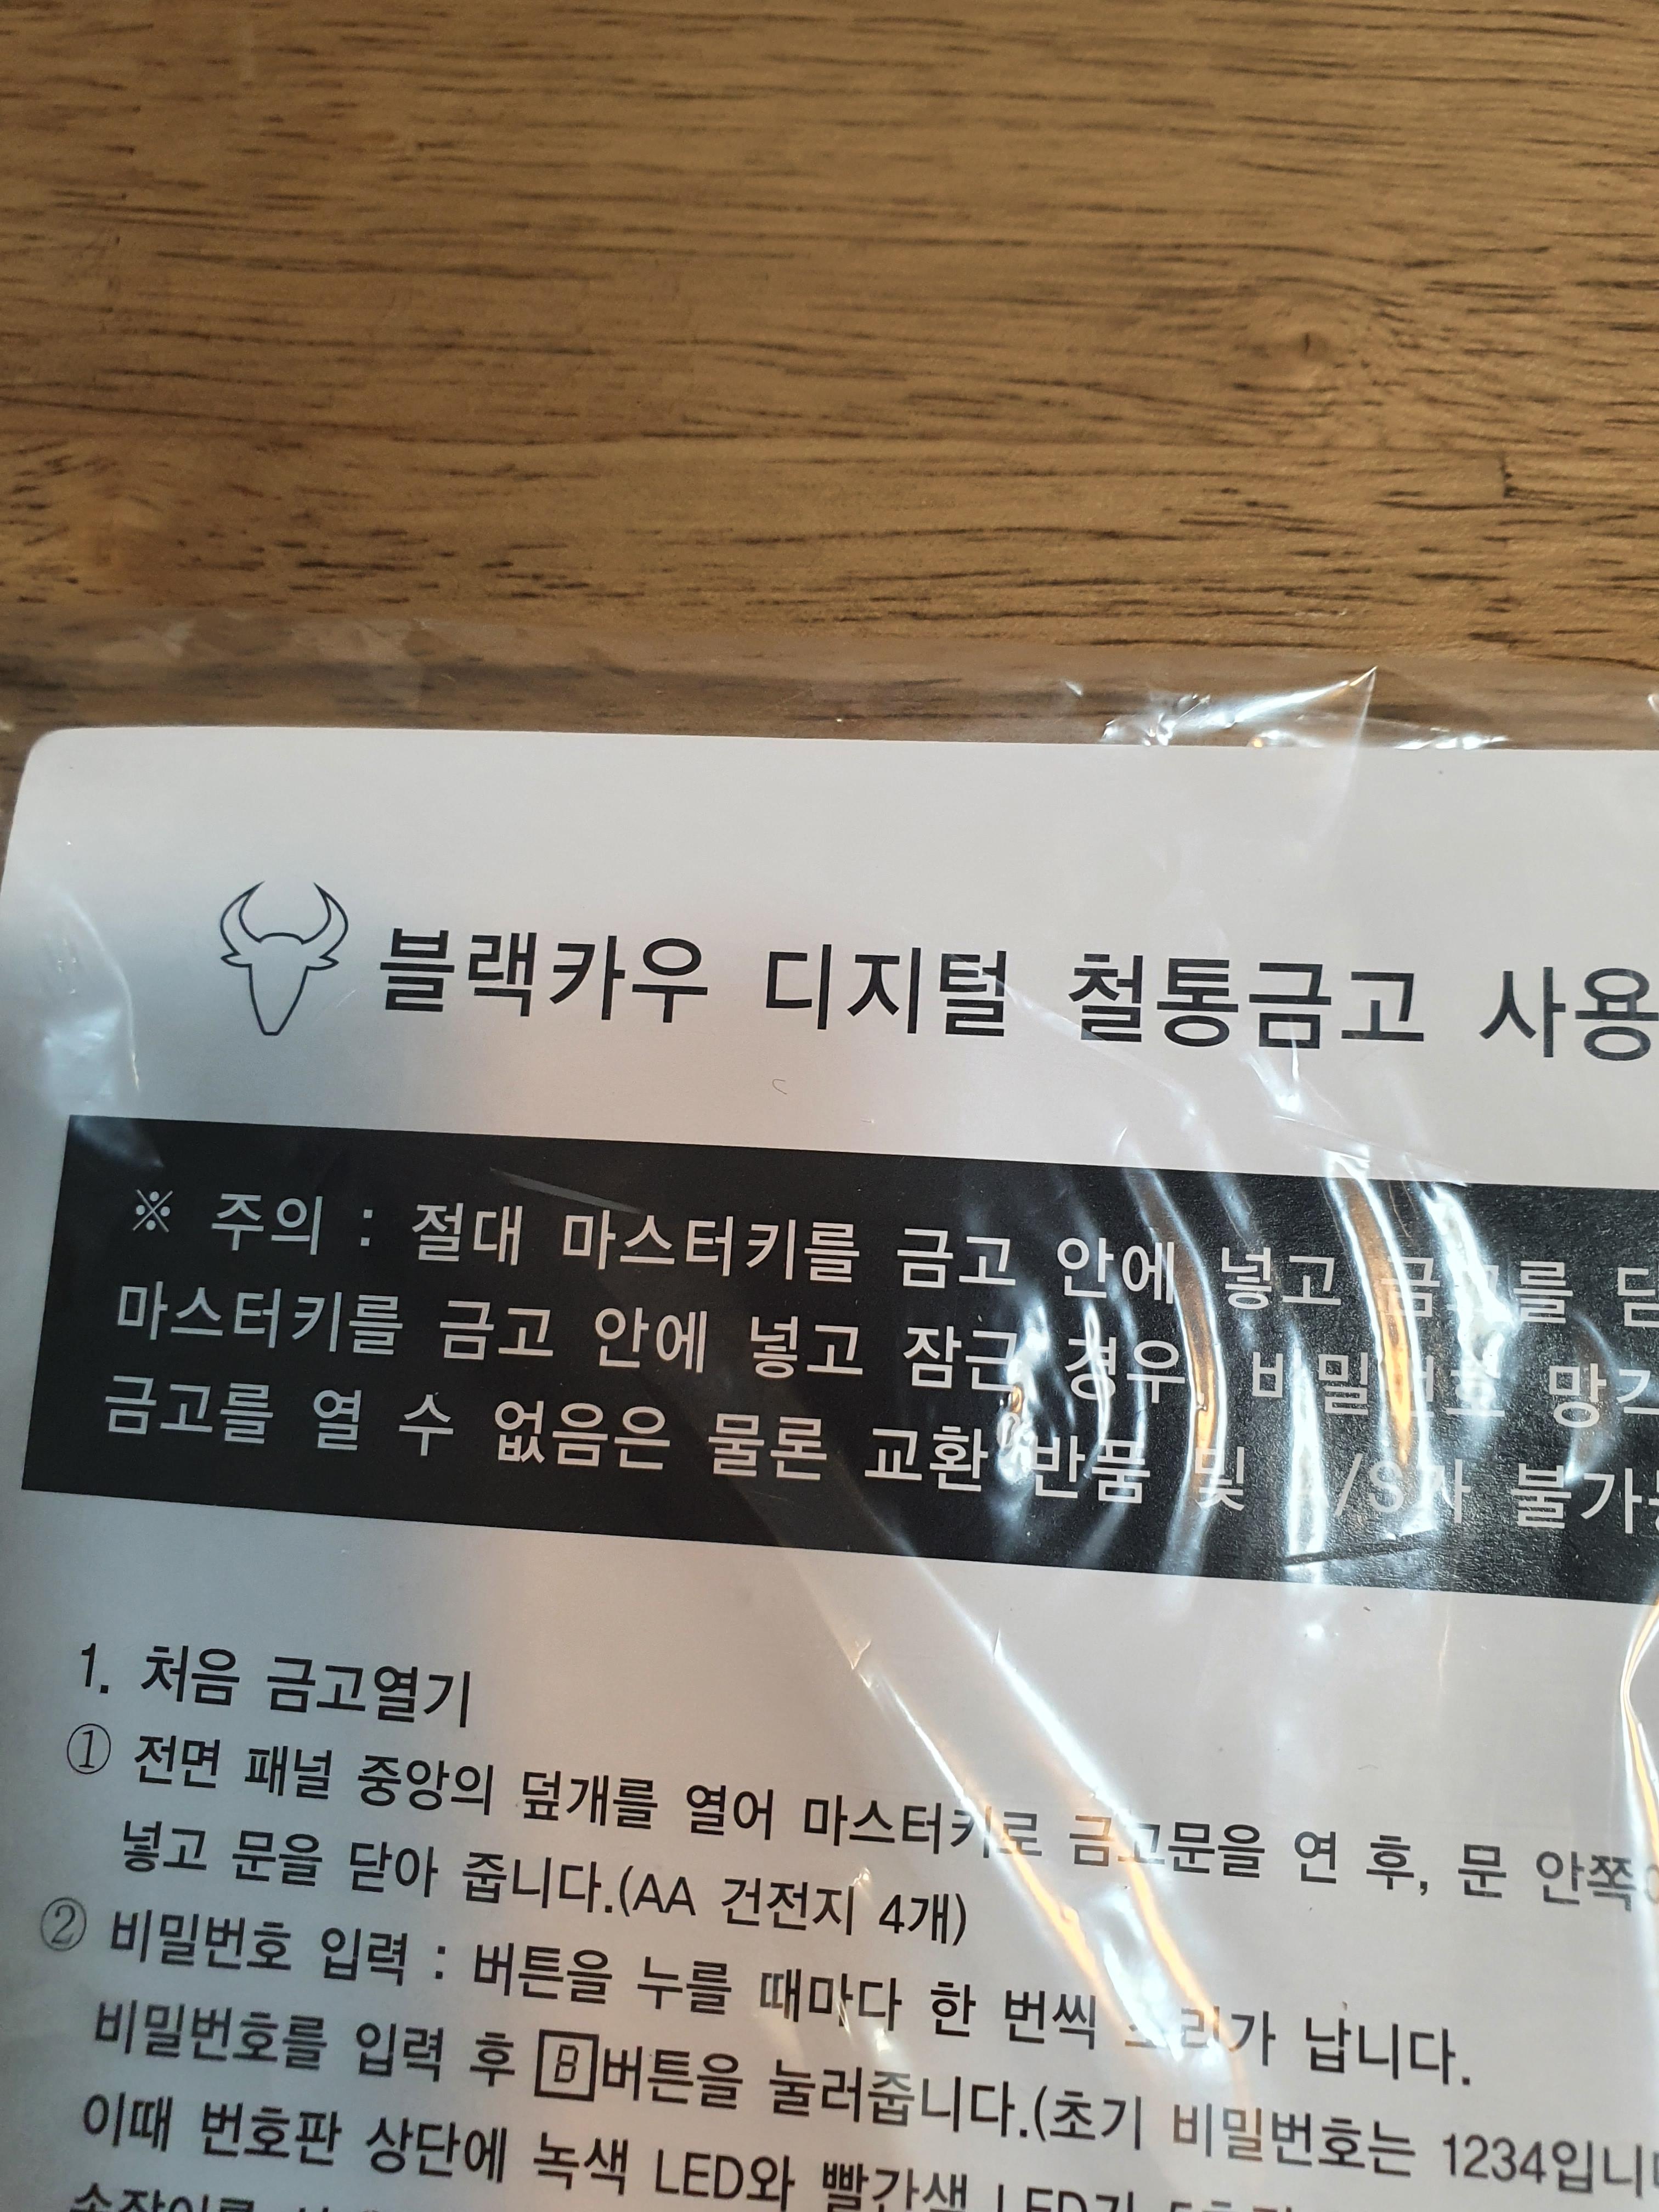 블랙카우 디지털 철통금고 사용
※ 주의 : 절대 마스터키를 금고 안에 넣고 금고를
마스터키를 금고 안에 넣고 잠근 경우 비밀번호
금고를 열 수 없음은 물론 교환 반품 및 A/S가
1. 처음 금고열기
① 전면 패널 중앙의 덮개를 열어 마스터키로 금고문을 연 후, 문 안쪽
넣고 문을 닫아 줍니다.(AA 건전지 4개)
② 비밀번호 입력 : 버튼을 누를 때마다 한 번씩 소리가 납니다.
비밀번호를 입력 후 B버튼을 눌러줍니다.(초기 비밀번호는 1234입니
이때 번호판 상단에 녹색 LED와 빨간색 LED가